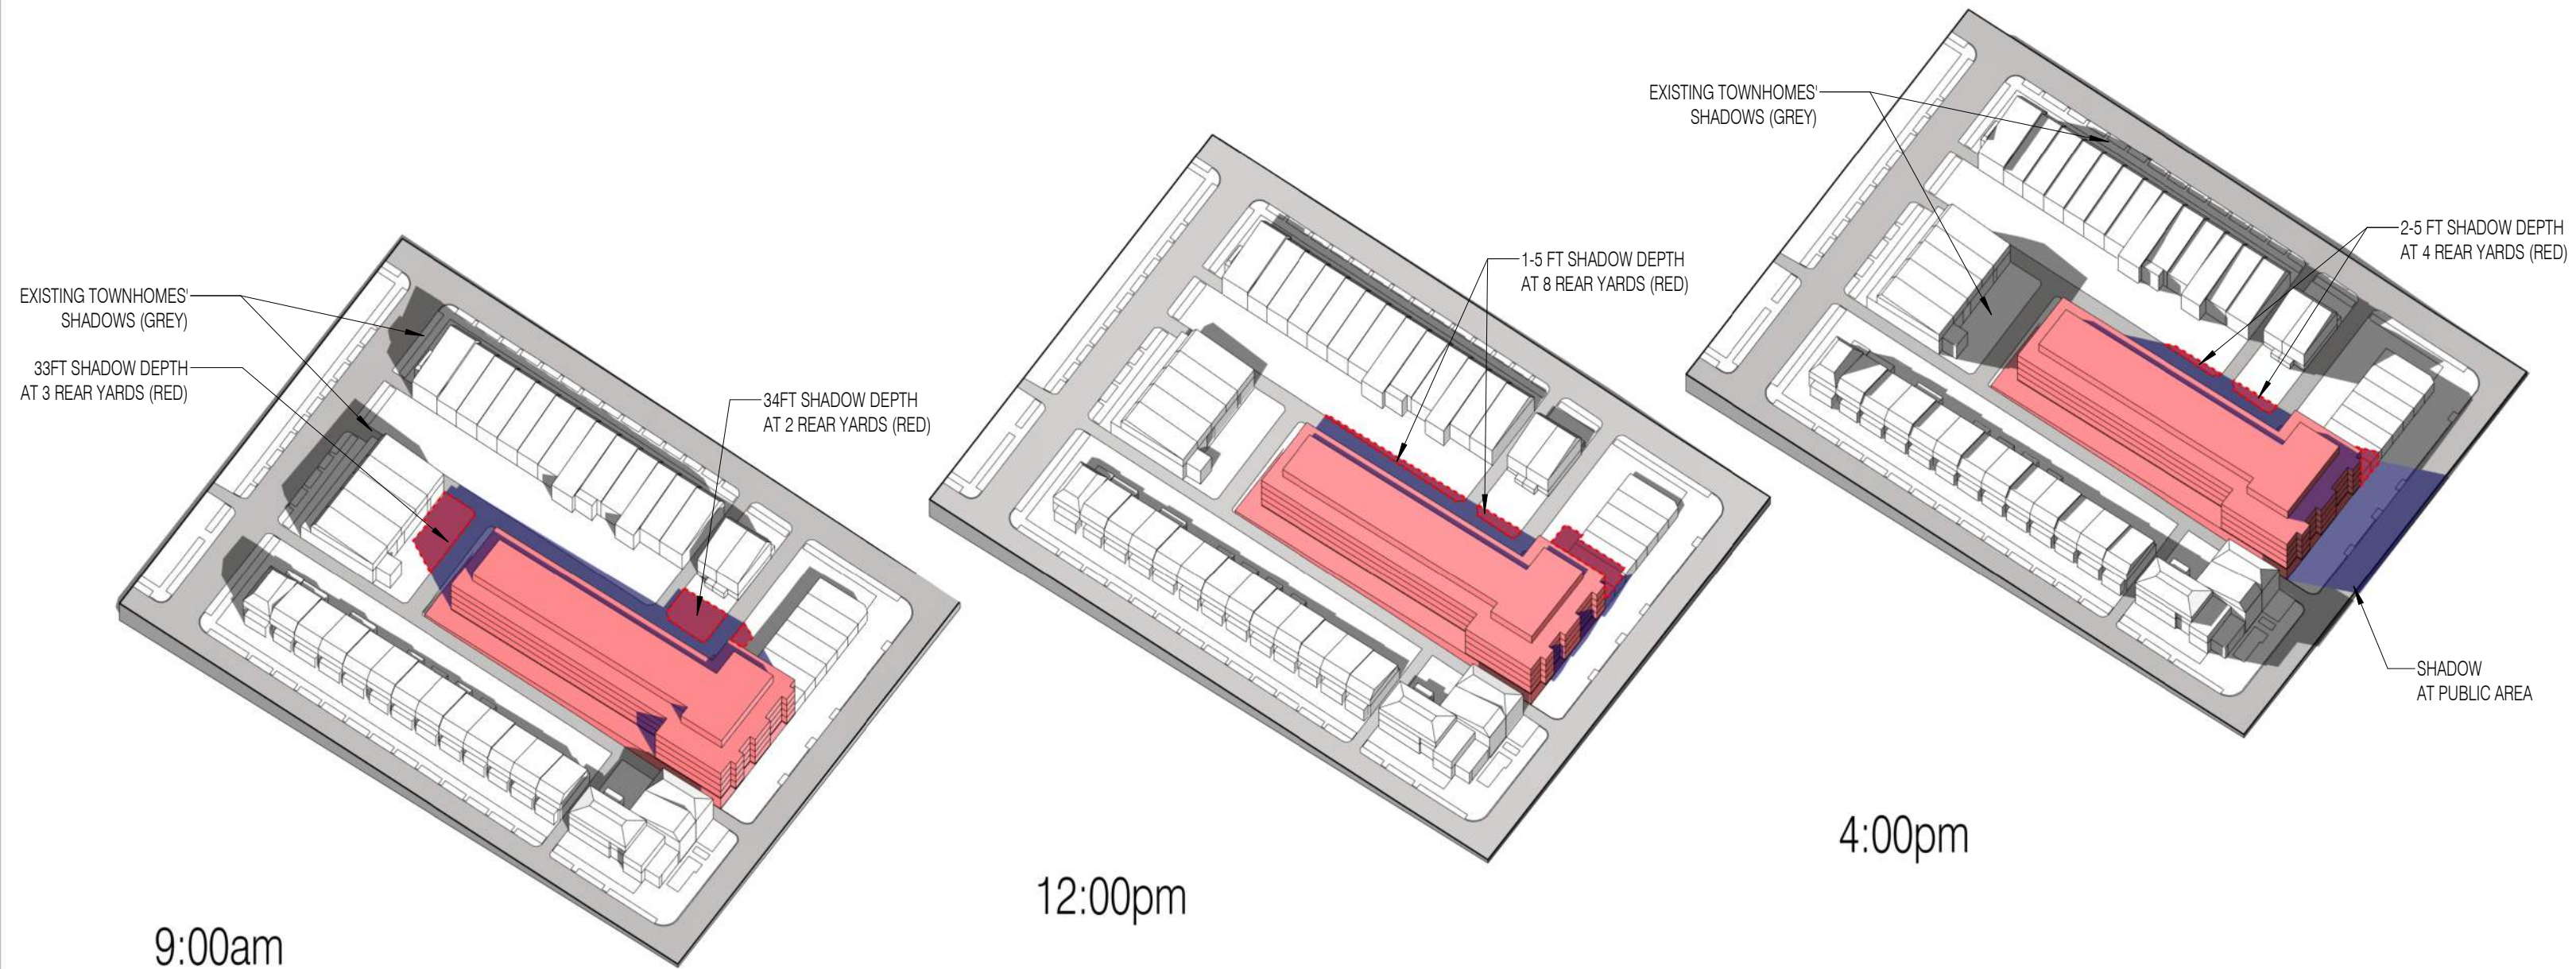 EXISTING TOWNHOMES'
SHADOWS (GREY)
33FT SHADOW DEPTH
AT 3 REAR YARDS (RED)
34FT SHADOW DEPTH
AT 2 REAR YARDS (RED)
9:00am
1-5 FT SHADOW DEPTH
AT 8 REAR YARDS (RED)
12:00pm
EXISTING TOWNHOMES'
SHADOWS (GREY)
2-5 FT SHADOW DEPTH
AT 4 REAR YARDS (RED)
SHADOW
AT PUBLIC AREA
4:00pm